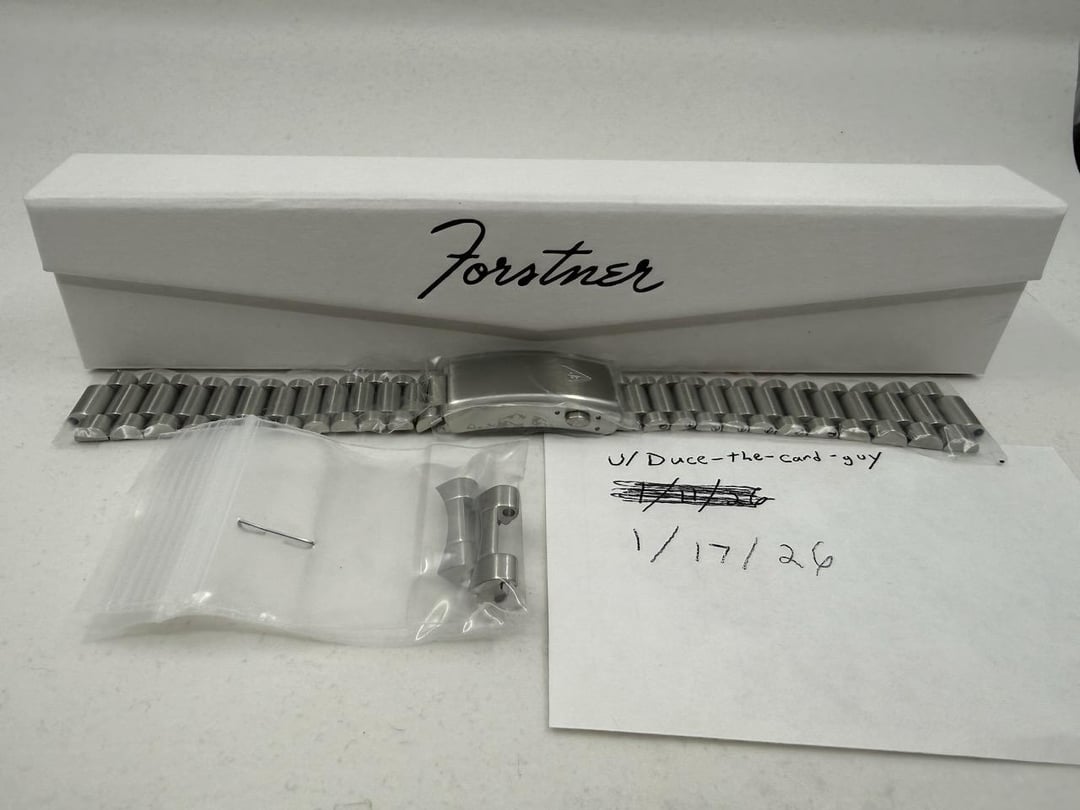 Forstner
u/ Duce-the-card-guy
1/17/26